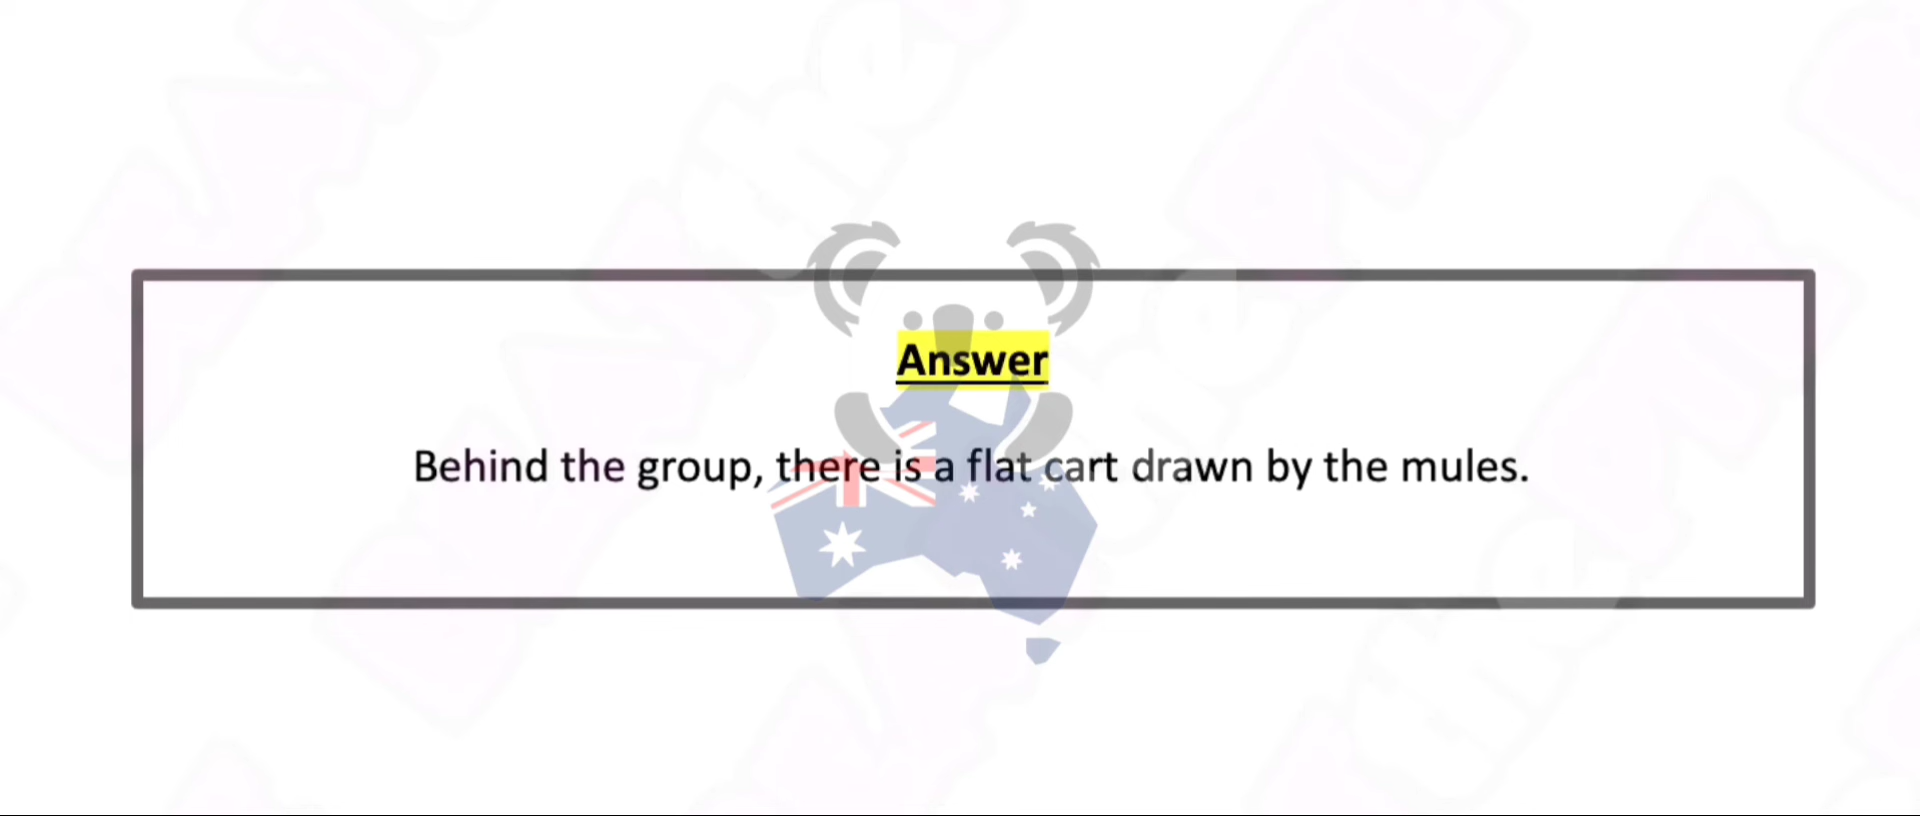 Answer
Behind the group, there is a flat cart drawn by the mules.